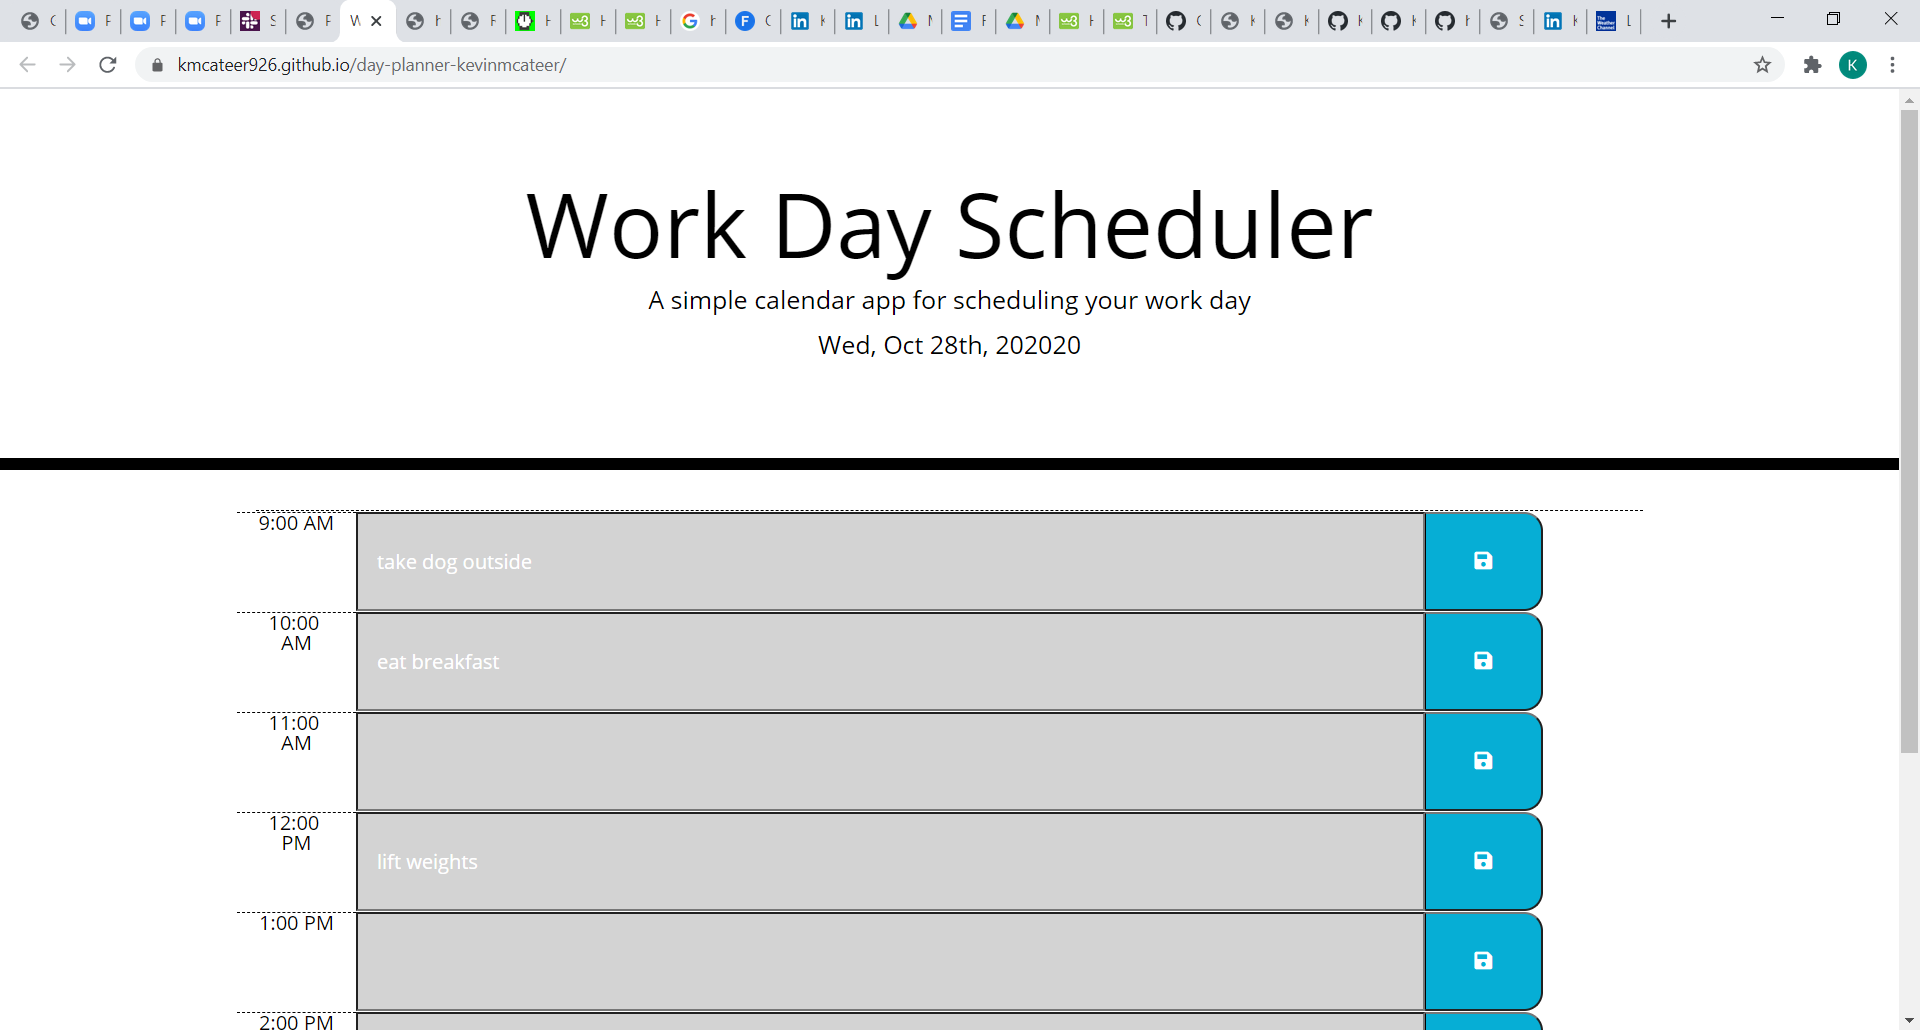 kmcateer926.github.io/day-planner-kevinmcateer/
K
Work Day Scheduler
A simple calendar app for scheduling your work day
Wed, Oct 28th, 202020
9:00 AM
take dog outside
10:00
AM
eat breakfast
11:00
AM
12:00
PM
lift weights
1:00 PM
2:00 PM